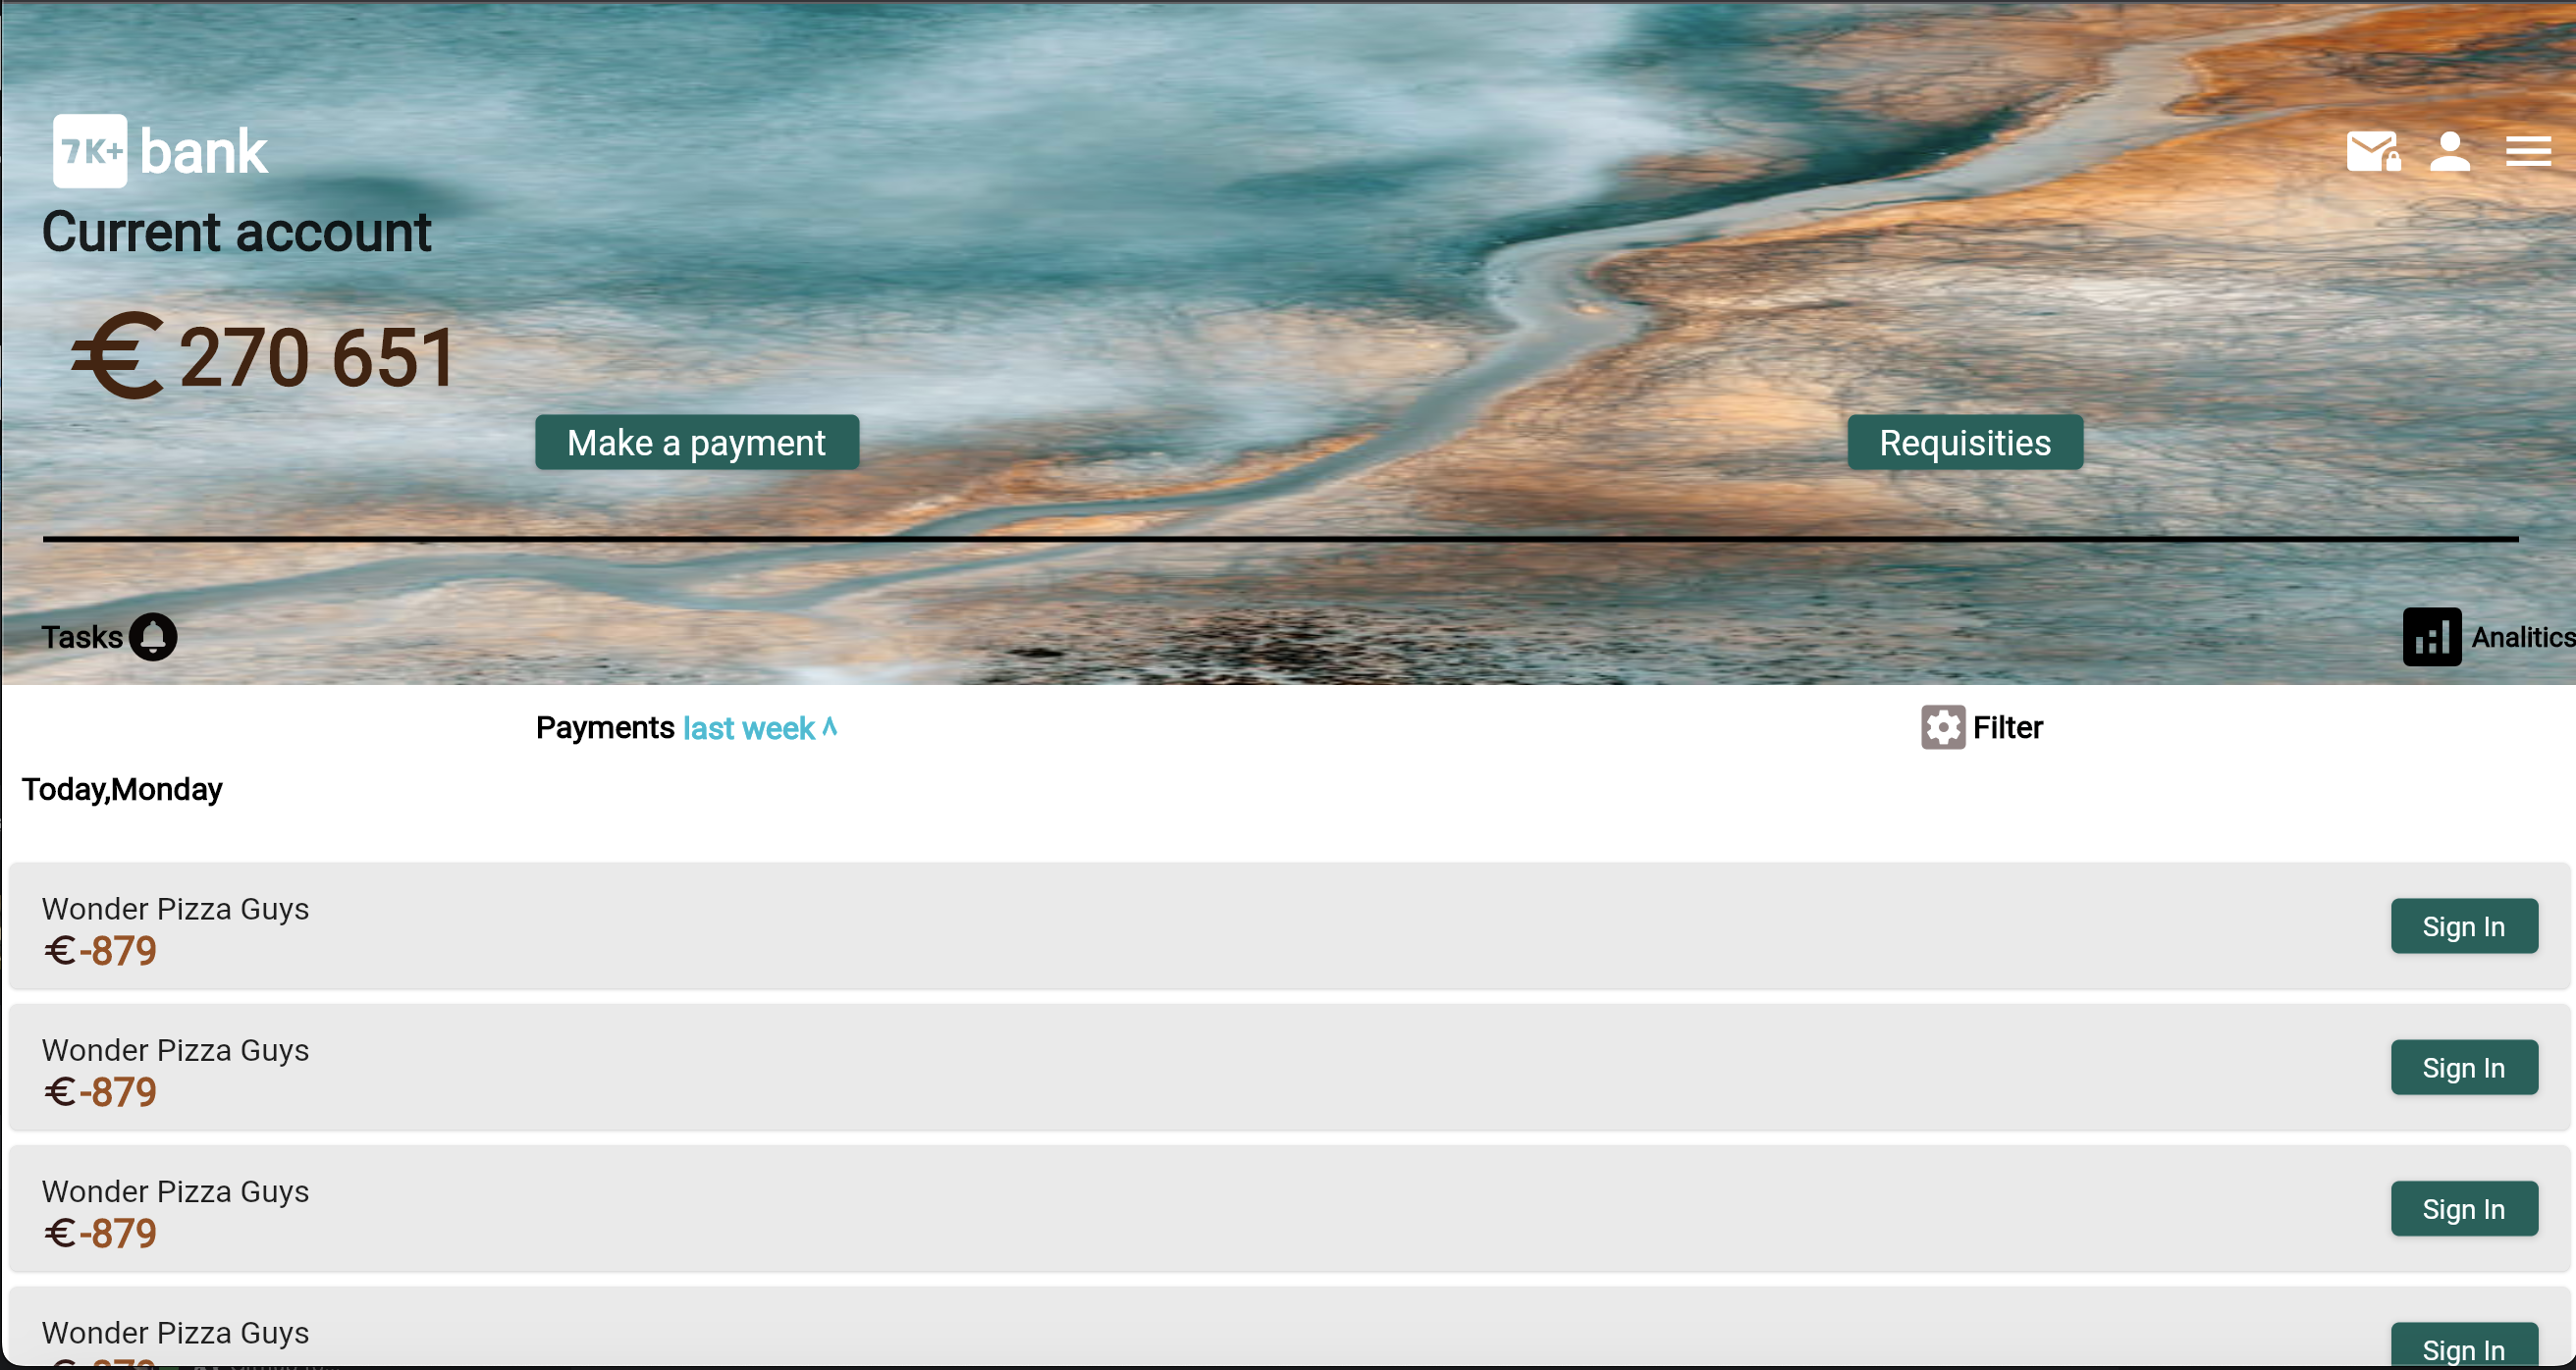 7K+ bank
Current account
€ 270 651
Make a payment
Requisities
Tasks
Analitics
Payments last week ^
Filter
Today,Monday
Wonder Pizza Guys
€-879
Sign In
Wonder Pizza Guys
€-879
Sign In
Wonder Pizza Guys
€-879
Sign In
Wonder Pizza Guys
Sign In